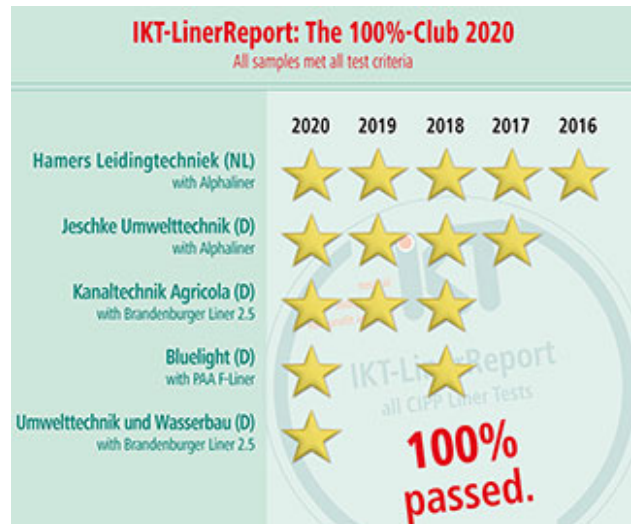 IKT-LinerReport: The 100%-Club 2020
All samples met all test criteria
2020 2019 2018 2017 2016
Hamers Leidingtechniek (NL)
with Alphaliner
Jeschke Umwelttechnik (D)
with Alphaliner
Kanaltechnik Agricola (D)
with Brandenburger Liner 2.5
Bluelight (D)
with PAA F-Liner
Umwelttechnik und Wasserbau (D)
with Brandenburger Liner 2.5
IKT
IKT-LinerReport
all CIPP Liner Tests
100%
passed.